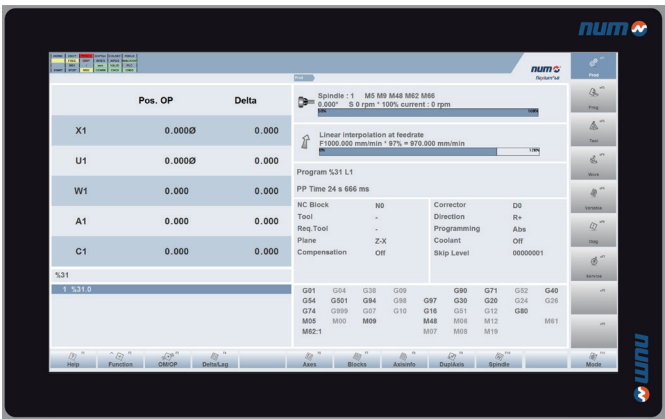 num
num
Flexium+ 68
Prod
Pos. OP Delta
X1 0.000Ø 0.000
U1 0.000Ø 0.000
W1 0.000 0.000
A1 0.000 0.000
C1 0.000 0.000
%31
1 %31.0
Spindle : 1 M5 M9 M48 M62 M66
0.000° S 0 rpm * 100% current : 0 rpm
Linear interpolation at feedrate
F1000.000 mm/min * 97% = 970.000 mm/min
Program %31 L1
PP Time 24 s 666 ms
NC Block N0 Corrector D0
Tool - Direction R+
Req.Tool - Programming Abs
Plane Z-X Coolant Off
Compensation Off Skip Level 00000001
G01 G04 G38 G09 G90 G71 G52 G40
G54 G501 G94 G98 G97 G30 G20 G24 G26
G74 G999 G07 G10 G16 G51 G12 G80
M05 M00 M09 M48 M06 M12 M61
M62:1 M07 M08 M19
Prod
Prog.
Tool
Block
Variable
Diag
Service
Help Function OM/OP Delta/Lag Axes Blocks AxisInfo DuplAxis Spindle Mode
num